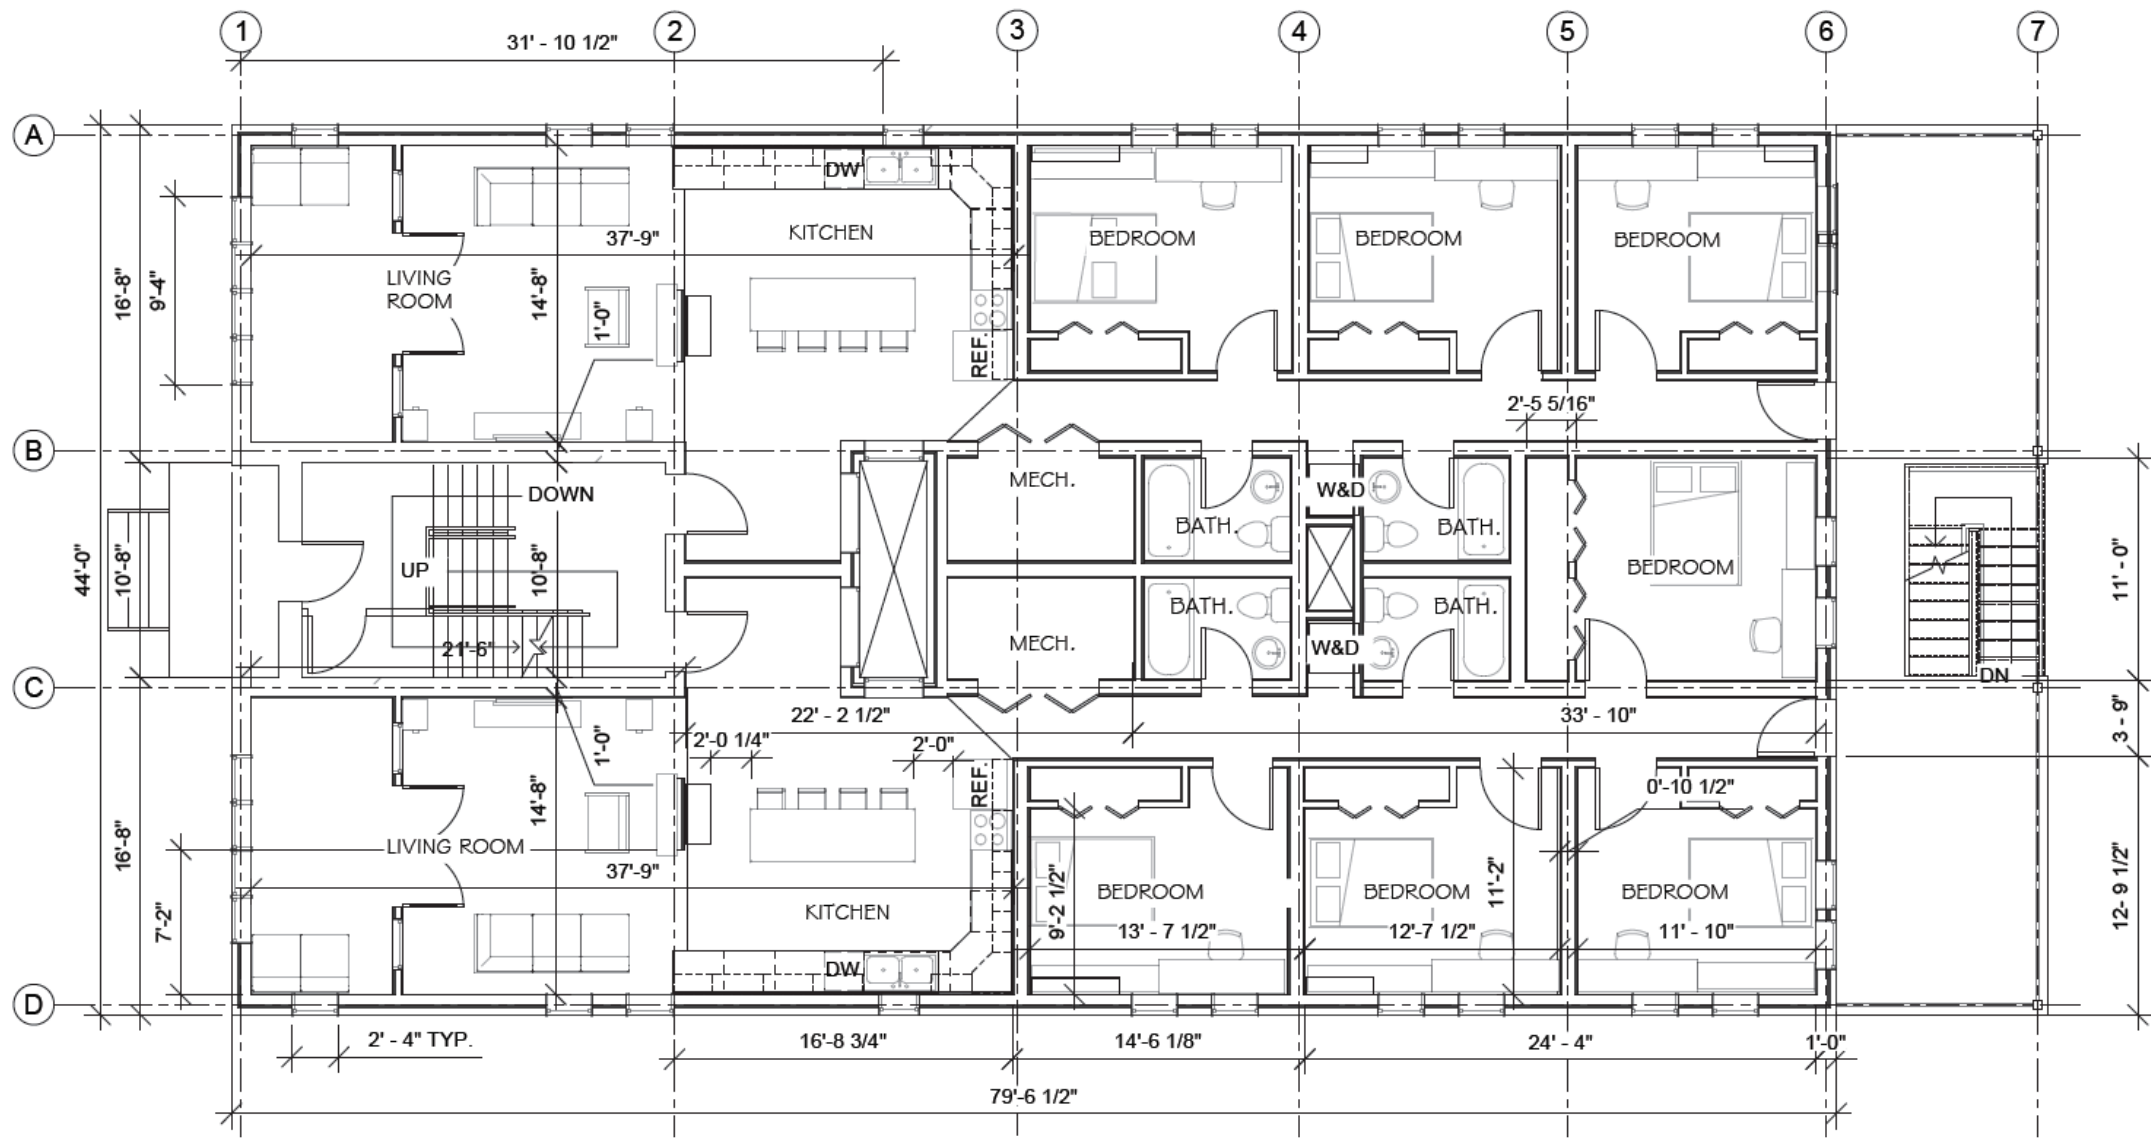 1
2
3
4
5
6
7
31' - 10 1/2"
A
DW
KITCHEN
BEDROOM
BEDROOM
BEDROOM
37'-9"
LIVING
ROOM
16'-8"
9'-4"
14'-8"
1'-0"
REF.
2'-5 5/16"
B
MECH.
DOWN
W&D
BATH.
BATH.
44'-0"
10'-8"
UP
10'-8"
BEDROOM
11' - 0"
BATH.
BATH.
MECH.
W&D
21'-6"
DN
C
22' - 2 1/2"
33' - 10"
3 - 9"
2'-0 1/4"
2'-0"
1'-0"
REF.
0'-10 1/2"
16'-8"
14'-8"
LIVING ROOM
37'-9"
7'-2"
9'-2 1/2"
11'-2"
BEDROOM
BEDROOM
BEDROOM
12- 9 1/2"
KITCHEN
13' - 7 1/2"
12'-7 1/2"
11' - 10"
DW
D
2' - 4" TYP.
16'-8 3/4"
14'-6 1/8"
24' - 4"
1'-0"
79'-6 1/2"